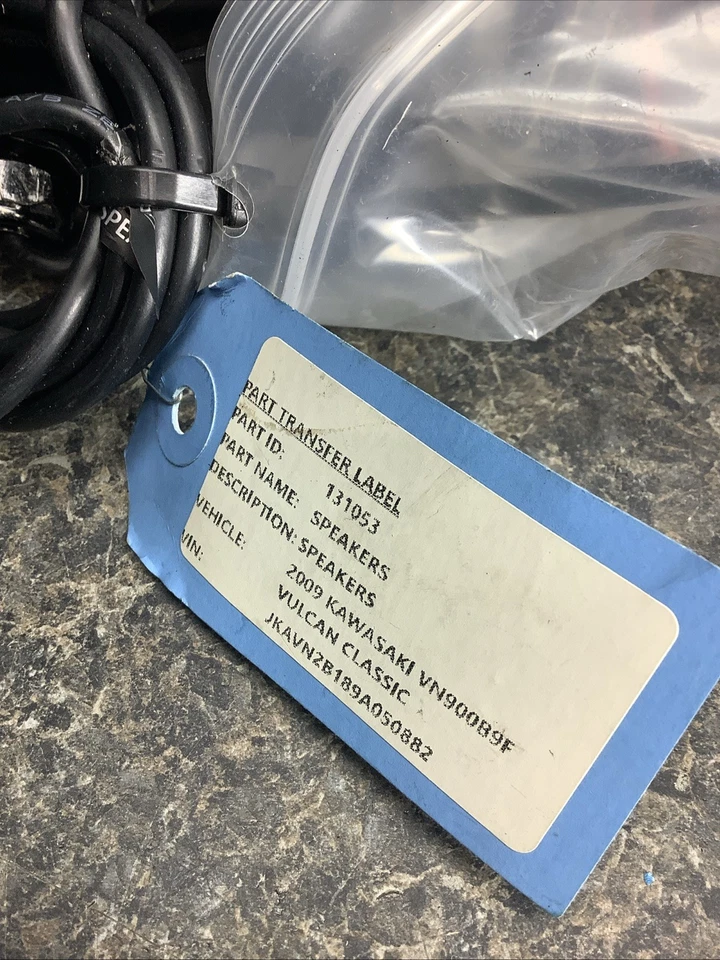 SPE
PART TRANSFER LABEL
PART ID: 131053
PART NAME: SPEAKERS
DESCRIPTION: SPEAKERS
VEHICLE: 2009 KAWASAKI VN900B9F
VULCAN CLASSIC
VIN: JKAVN2B189A050882